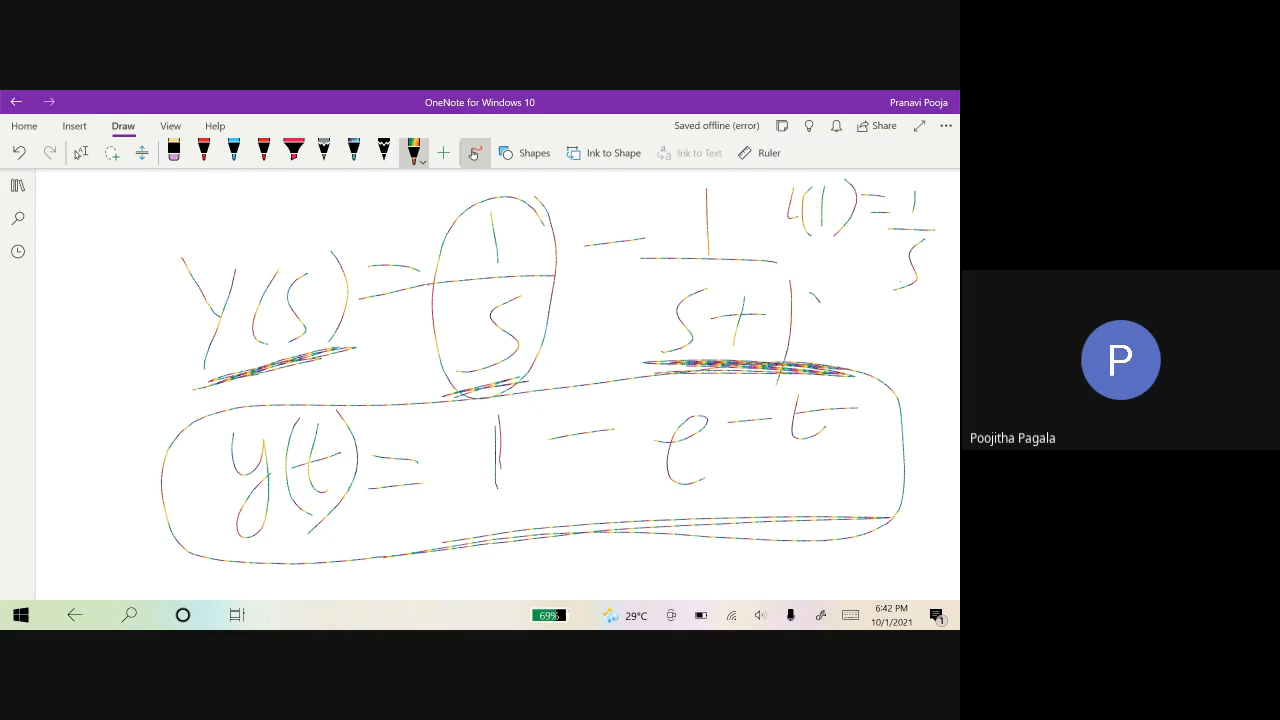 OneNote for Windows 10
Pranavi Pooja
Home Insert Draw View Help
Saved offline (error)
Share
Shapes
Ink to Shape
Ink to Text
Ruler
L(1) = 1/s
Y(s) = 1/s - 1/s+1
y(t) = 1 - e^-t
P
Poojitha Pagala
69%
29°C
6:42 PM
10/1/2021
1